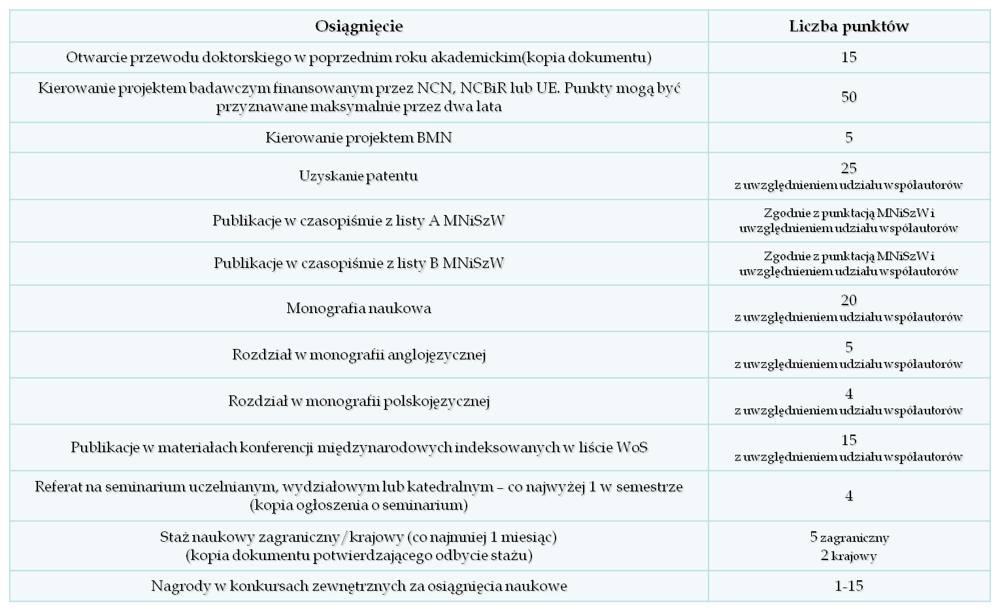 Osiągnięcie
Liczba punktów
Otwarcie przewodu doktorskiego w poprzednim roku akademickim(kopia dokumentu)
15
Kierowanie projektem badawczym finansowanym przez NCN, NCBiR lub UE. Punkty mogą być
przyznawane maksymalnie przez dwa lata
50
Kierowanie projektem BMN
5
Uzyskanie patentu
25
z uwzględnieniem udziału współautorów
Publikacje w czasopiśmie z listy A MNiSzW
Zgodnie z punktacją MNiSzW i
uwzględnieniem udziału współautorów
Publikacje w czasopiśmie z listy B MNiSzW
Zgodnie z punktacją MNiSzW i
uwzględnieniem udziału współautorów
Monografia naukowa
20
z uwzględnieniem udziału współautorów
Rozdział w monografii anglojęzycznej
5
z uwzględnieniem udziału współautorów
Rozdział w monografii polskojęzycznej
4
z uwzględnieniem udziału współautorów
Publikacje w materiałach konferencji międzynarodowych indeksowanych w liście WoS
15
z uwzględnieniem udziału współautorów
Referat na seminarium uczelnianym, wydziałowym lub katedralnym – co najwyżej 1 w semestrze
(kopia ogłoszenia o seminarium)
4
Staż naukowy zagraniczny/krajowy (co najmniej 1 miesiąc)
(kopia dokumentu potwierdzającego odbycie stażu)
5 zagraniczny
2 krajowy
Nagrody w konkursach zewnętrznych za osiągnięcia naukowe
1-15